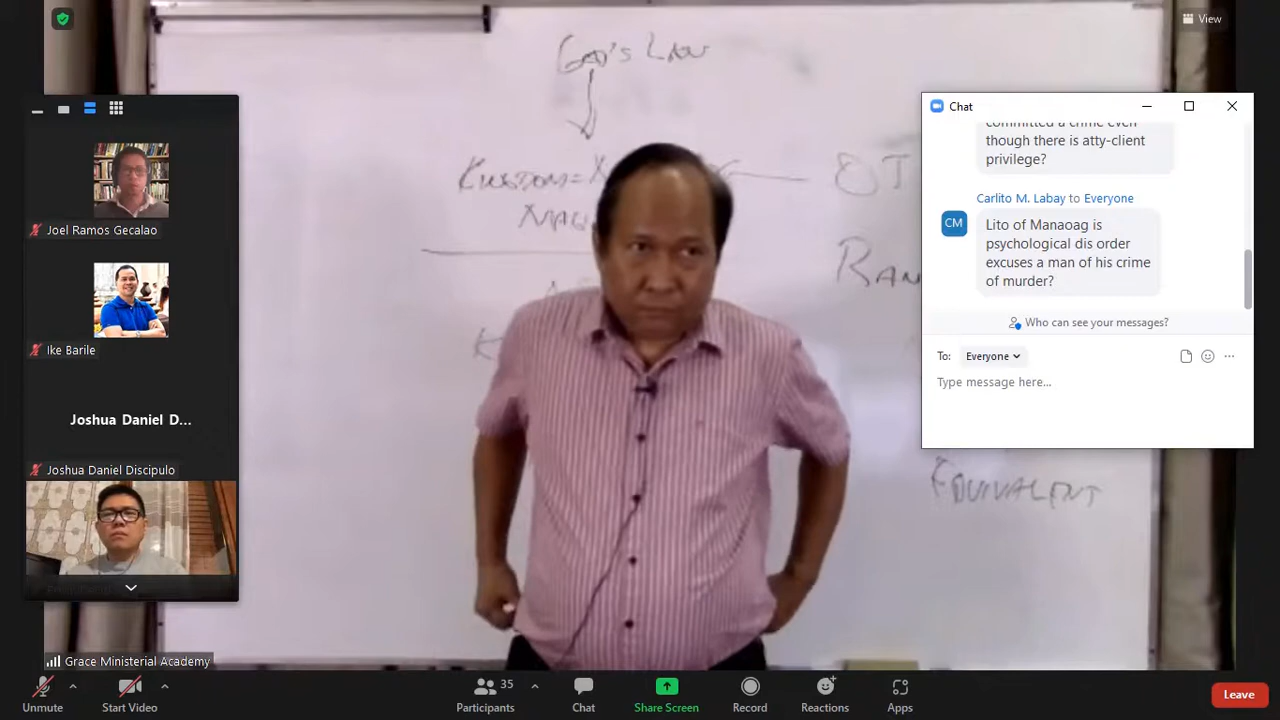 View
God's Law
OT
Joel Ramos Gecalao
Ike Barile
Joshua Daniel D...
Joshua Daniel Discipulo
Chat
committed a crime even
though there is atty-client
privilege?
Carlito M. Labay to Everyone
CM
Lito of Manaoag is
psychological dis order
excuses a man of his crime
of murder?
Who can see your messages?
To: Everyone
Type message here...
EQUIVALENT
Grace Ministerial Academy
Unmute
Start Video
35
Participants
Chat
Share Screen
Record
Reactions
Apps
Leave